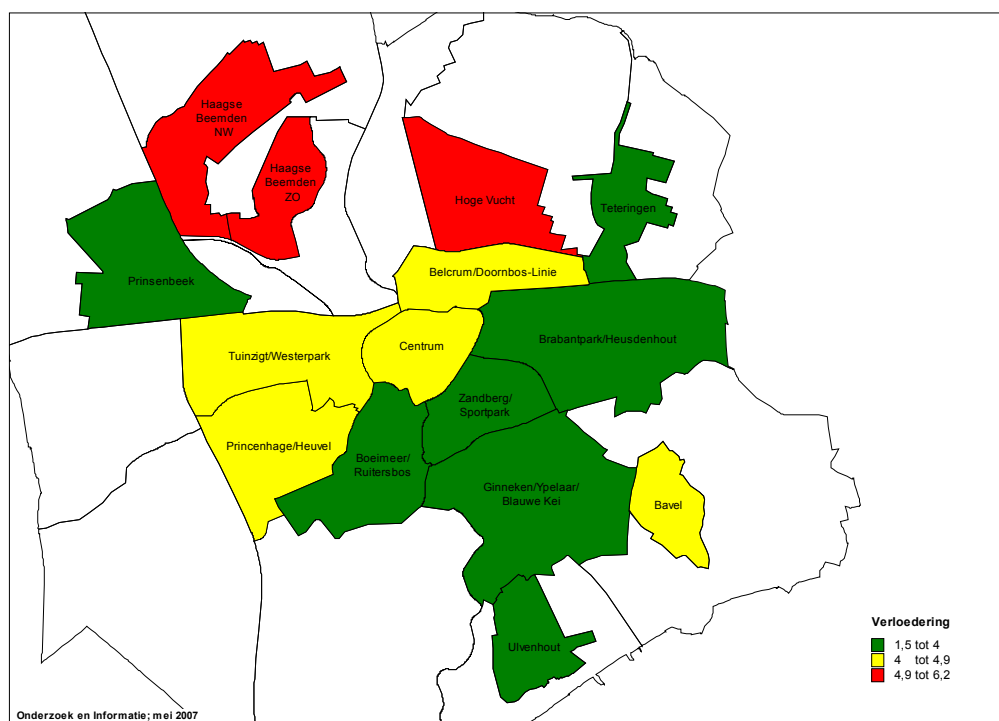 Haagse
Beemden
NW
Haagse
Beemden
ZO
Hoge Vucht
Teteringen
Prinsenbeek
Belcrum/Doornbos-Linie
Tuinzigt/Westerpark
Centrum
Brabantpark/Heusdenhout
Zandberg/
Sportpark
Princenhage/Heuvel
Boeimeer/
Ruitersbos
Ginneken/Ypelaar/
Blauwe Kei
Bavel
Ulvenhout
Verloedering
1,5 tot 4
4 tot 4,9
4,9 tot 6,2
Onderzoek en Informatie; mei 2007